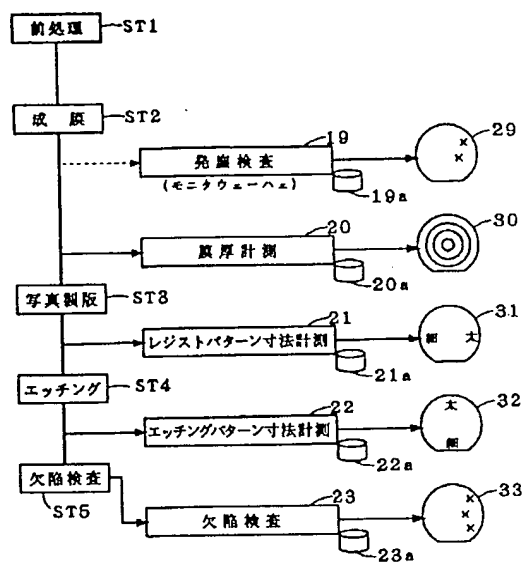 前処理 ST1
成膜 ST2
19 29
発塵検査
(モニタウェーハェ)
19a
20 30
膜厚計測
20a
写真製版 ST3
21 31
レジストパターン寸法計測 細 太
21a
エッチング ST4
22 32
エッチングパターン寸法計測 太
細
22a
欠陥検査 ST5
23 33
欠陥検査
23a